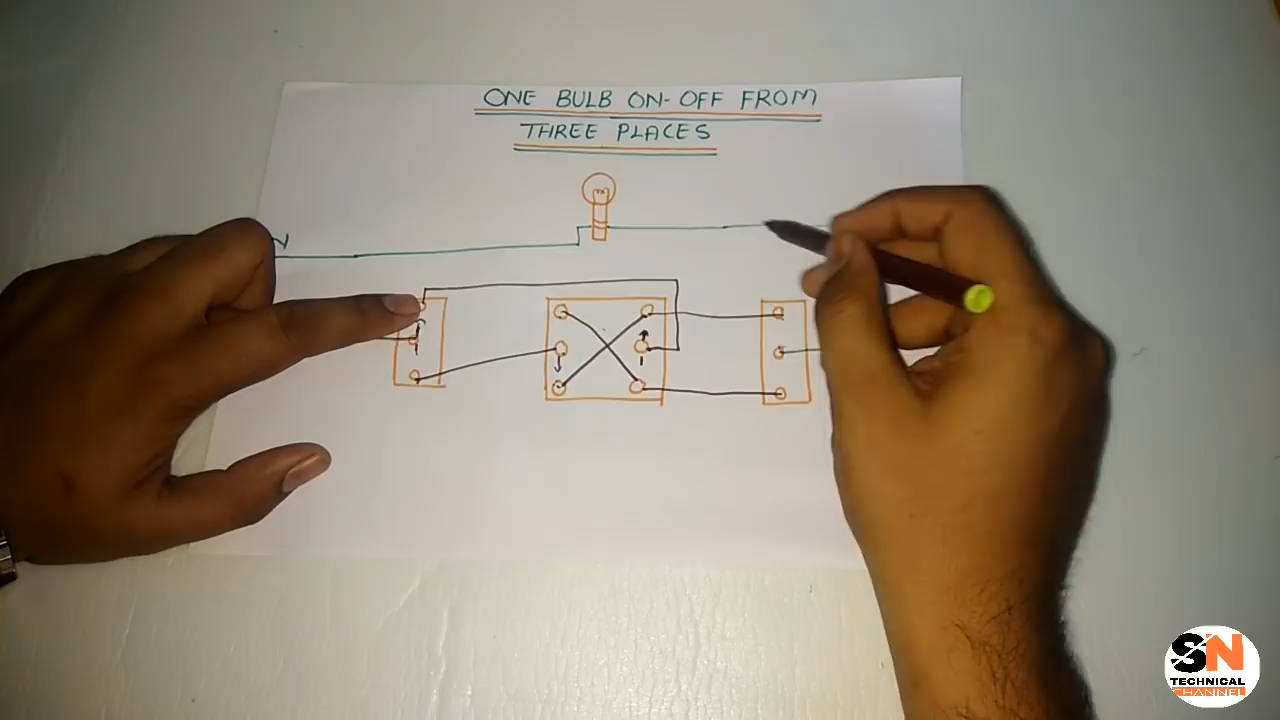 ONE BULB ON-OFF FROM
THREE PLACES
N
SN
TECHNICAL
CHANNEL